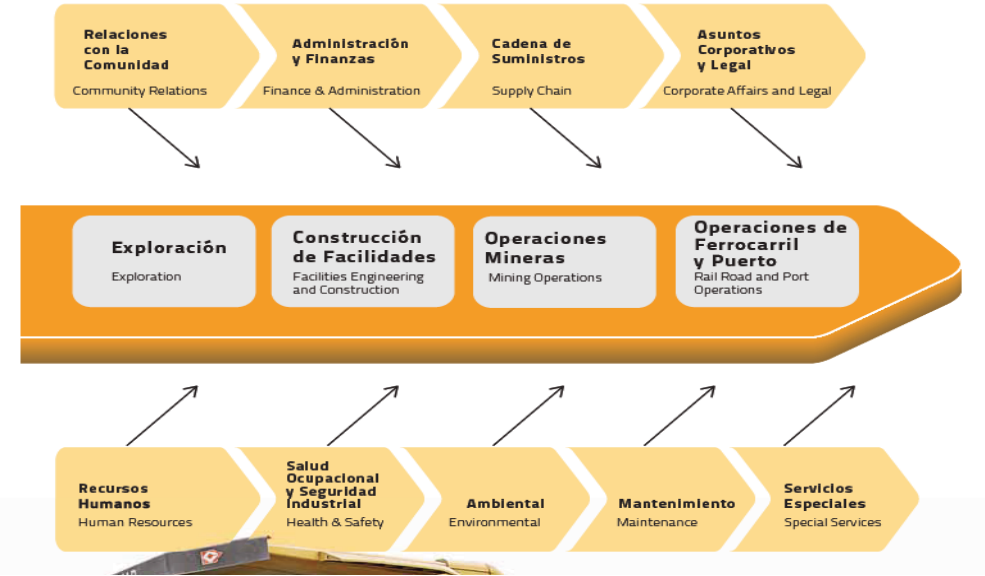 Relaciones
con la
Comunidad
Community Relations
Administración
y Finanzas
Finance & Administration
Cadena de
Suministros
Supply Chain
Asuntos
Corporativos
y Legal
Corporate Affairs and Legal
Exploración
Exploration
Construcción
de Facilidades
Facilities Engineering
and Construction
Operaciones
Mineras
Mining Operations
Operaciones de
Ferrocarril
y Puerto
Rail Road and Port
Operations
Recursos
Humanos
Human Resources
Salud
Ocupacional
y Seguridad
Industrial
Health & Safety
Ambiental
Environmental
Mantenimiento
Maintenance
Servicios
Especiales
Special Services